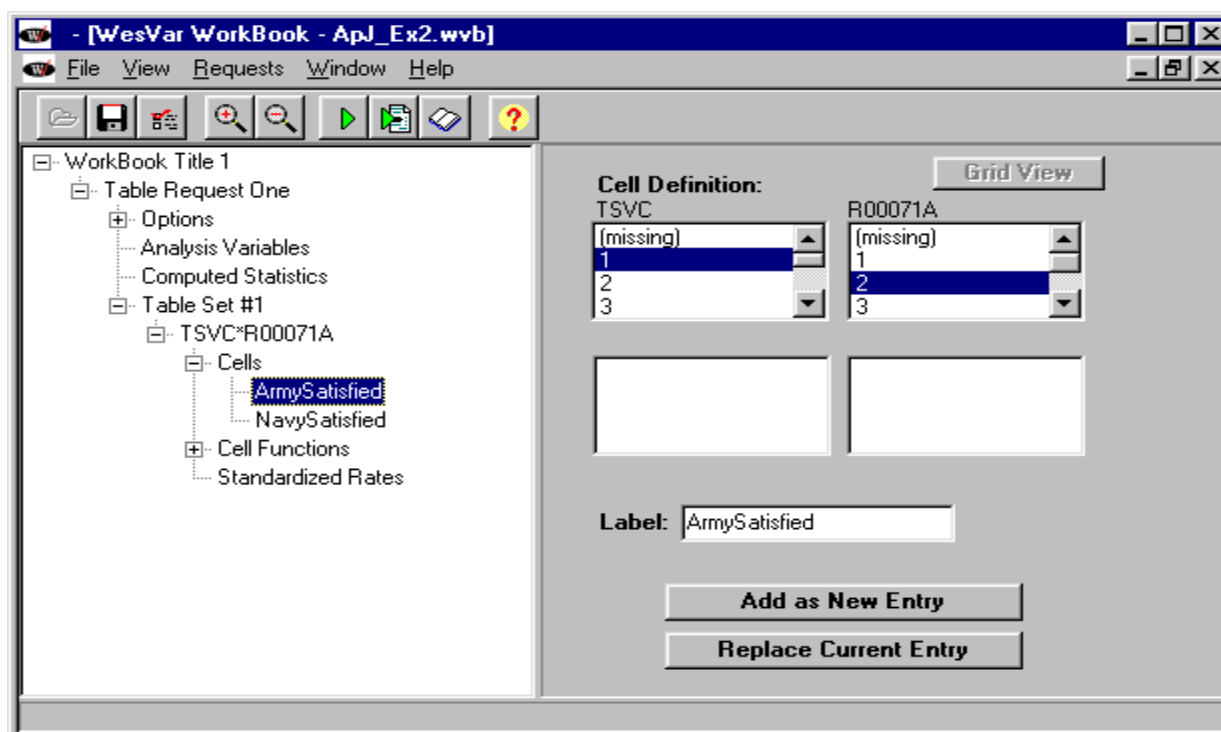 - [WesVar WorkBook - ApJ_Ex2.wvb]
File View Requests Window Help
WorkBook Title 1
Table Request One
Options
Analysis Variables
Computed Statistics
Table Set #1
TSVC*R00071A
Cells
ArmySatisfied
NavySatisfied
Cell Functions
Standardized Rates
Grid View
Cell Definition:
TSVC
(missing)
1
2
3
R00071A
(missing)
1
2
3
Label: ArmySatisfied
Add as New Entry
Replace Current Entry